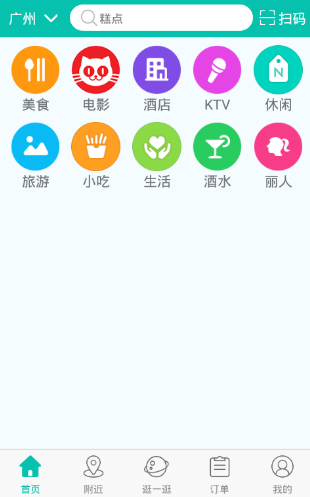 广州 糕点 扫码
美食 电影 酒店 KTV 休闲
N
旅游 小吃 生活 酒水 丽人
首页 附近 逛一逛 订单 我的